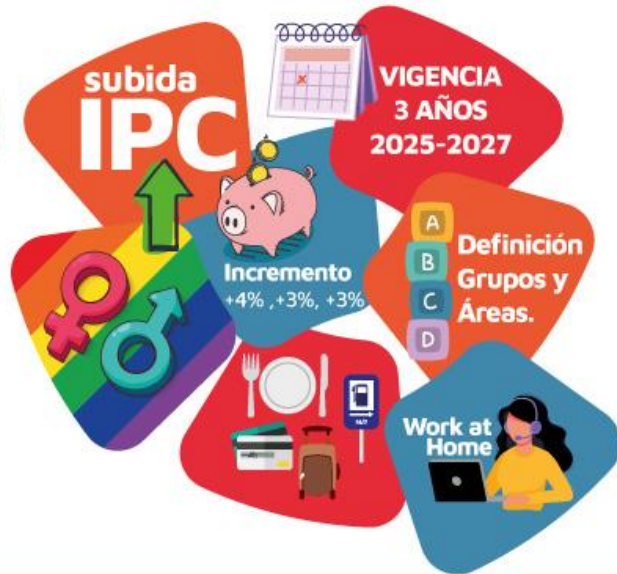 subida
IPC
VIGENCIA
3 AÑOS
2025-2027
Incremento
+4% ,+3%, +3%
A
B
C
D
Definición
Grupos y
Áreas.
Work at
Home